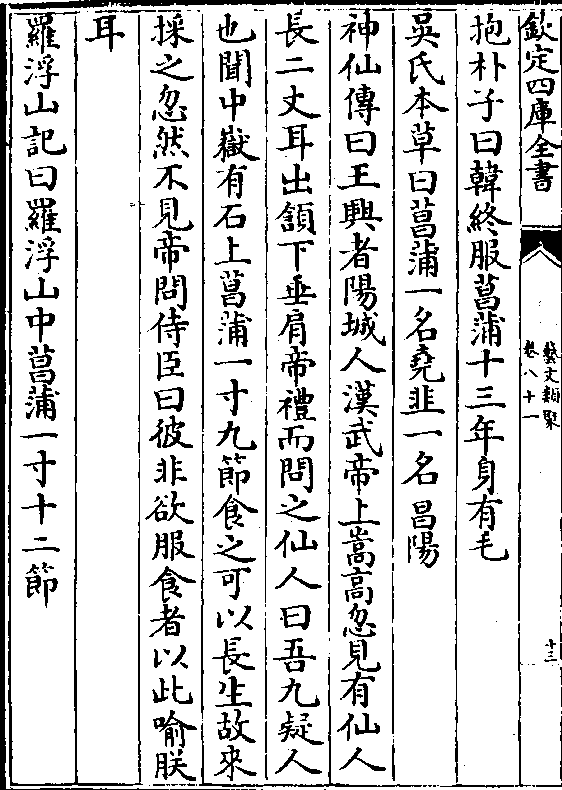 欽定四庫全書
藝文類聚
卷八十一
十三
抱朴子曰韓終服菖蒲十三年身有毛
吳氏本草曰菖蒲一名堯韭一名昌陽
神仙傳曰王興者陽城人漢武帝上嵩高忽見有仙人
長二丈耳出頷下垂肩帝禮而問之仙人曰吾九疑人
也聞中嶽有石上菖蒲一寸九節食之可以長生故來
採之忽然不見帝問侍臣曰彼非欲服食者以此喻朕
耳
羅浮山記曰羅浮山中菖蒲一寸十二節